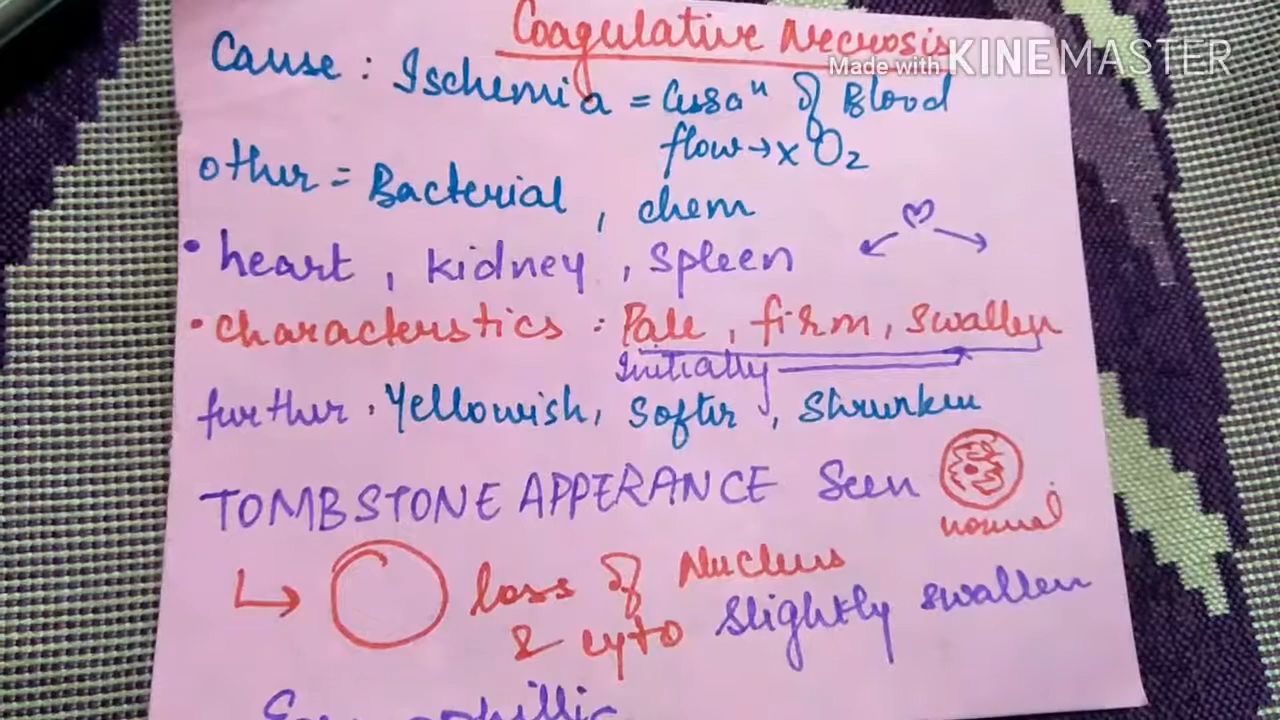 Coagulative Necrosis
Made with KINEMASTER
Cause : Ischemia = Cessaⁿ of Blood
flow → x O2
other = Bacterial , chem
• heart , kidney , spleen
• characteristics : Pale , firm , swallen
Initially
further . Yellowish , Softer , Shrunken
TOMBSTONE APPERANCE Seen
normal
loss of Nucleus
& cyto slightly swallen